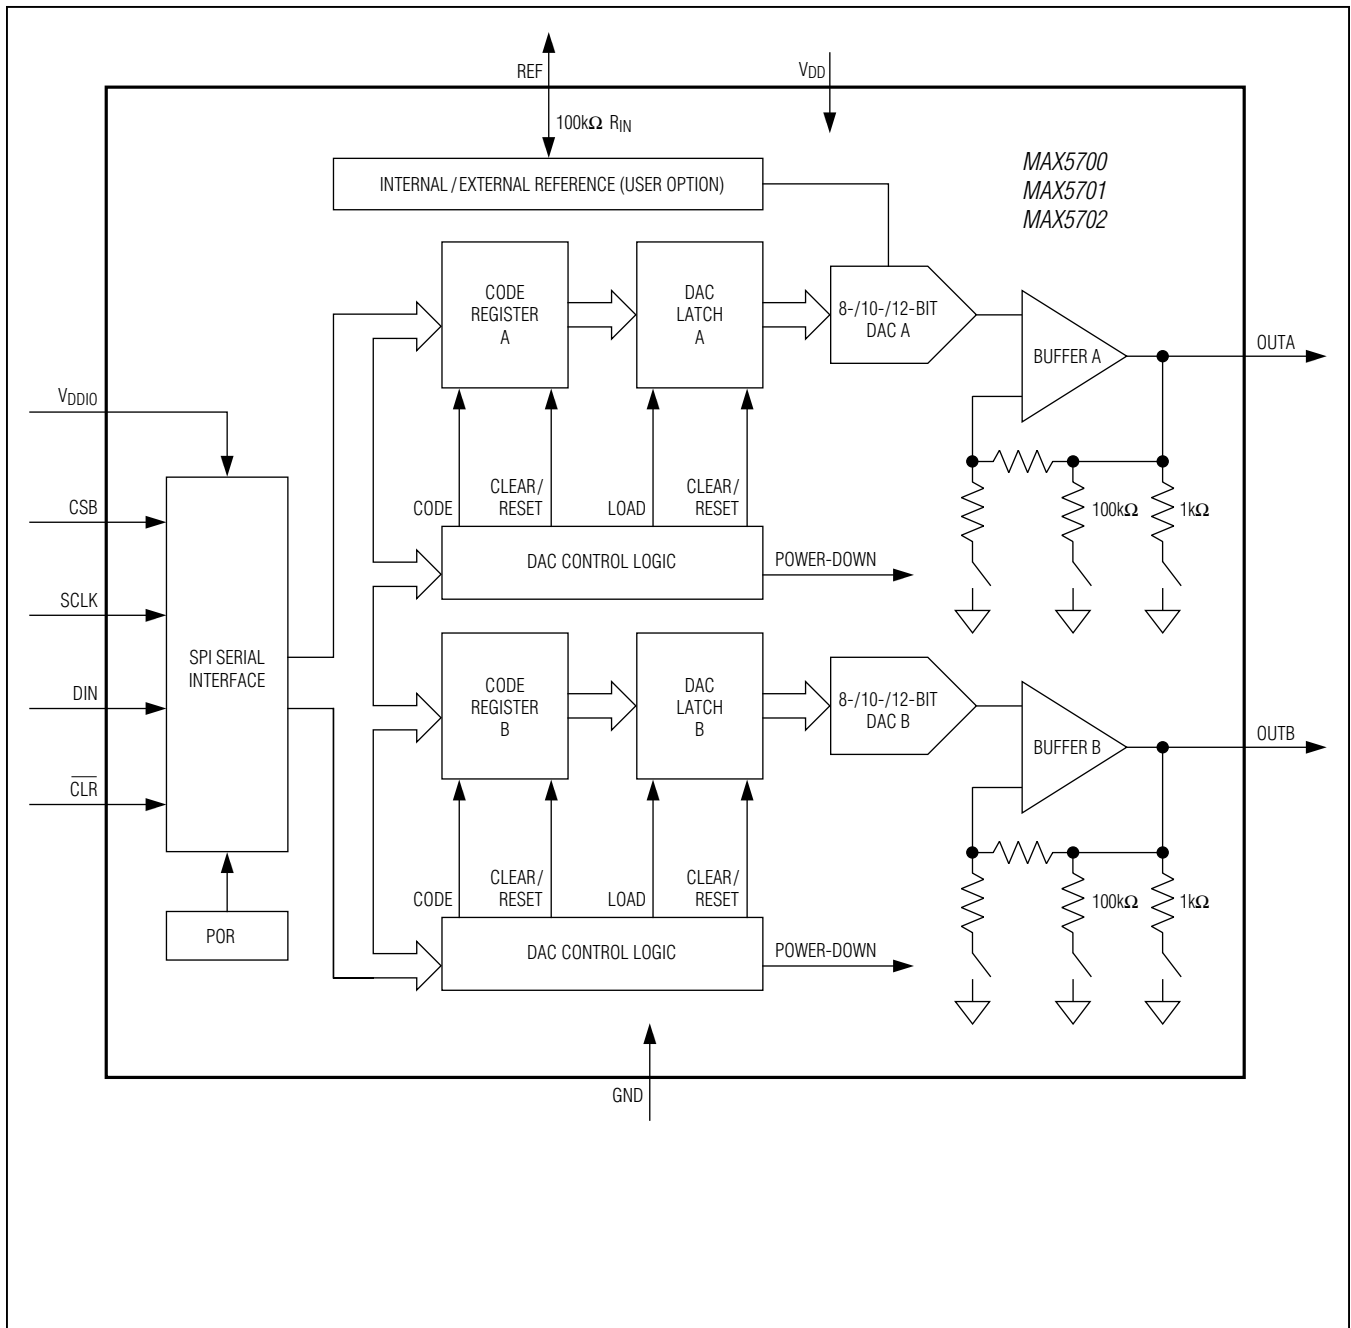 REF
VDD
100kΩ RIN
INTERNAL / EXTERNAL REFERENCE (USER OPTION)
MAX5700
MAX5701
MAX5702
CODE
REGISTER
A
DAC
LATCH
A
8-/10-/12-BIT
DAC A
BUFFER A
OUTA
VDDIO
CODE
CLEAR/
RESET
LOAD
CLEAR/
RESET
100kΩ
1kΩ
CSB
DAC CONTROL LOGIC
POWER-DOWN
SCLK
SPI SERIAL
INTERFACE
DIN
CODE
REGISTER
B
DAC
LATCH
B
8-/10-/12-BIT
DAC B
BUFFER B
OUTB
CLR
CODE
CLEAR/
RESET
LOAD
CLEAR/
RESET
100kΩ
1kΩ
POR
DAC CONTROL LOGIC
POWER-DOWN
GND